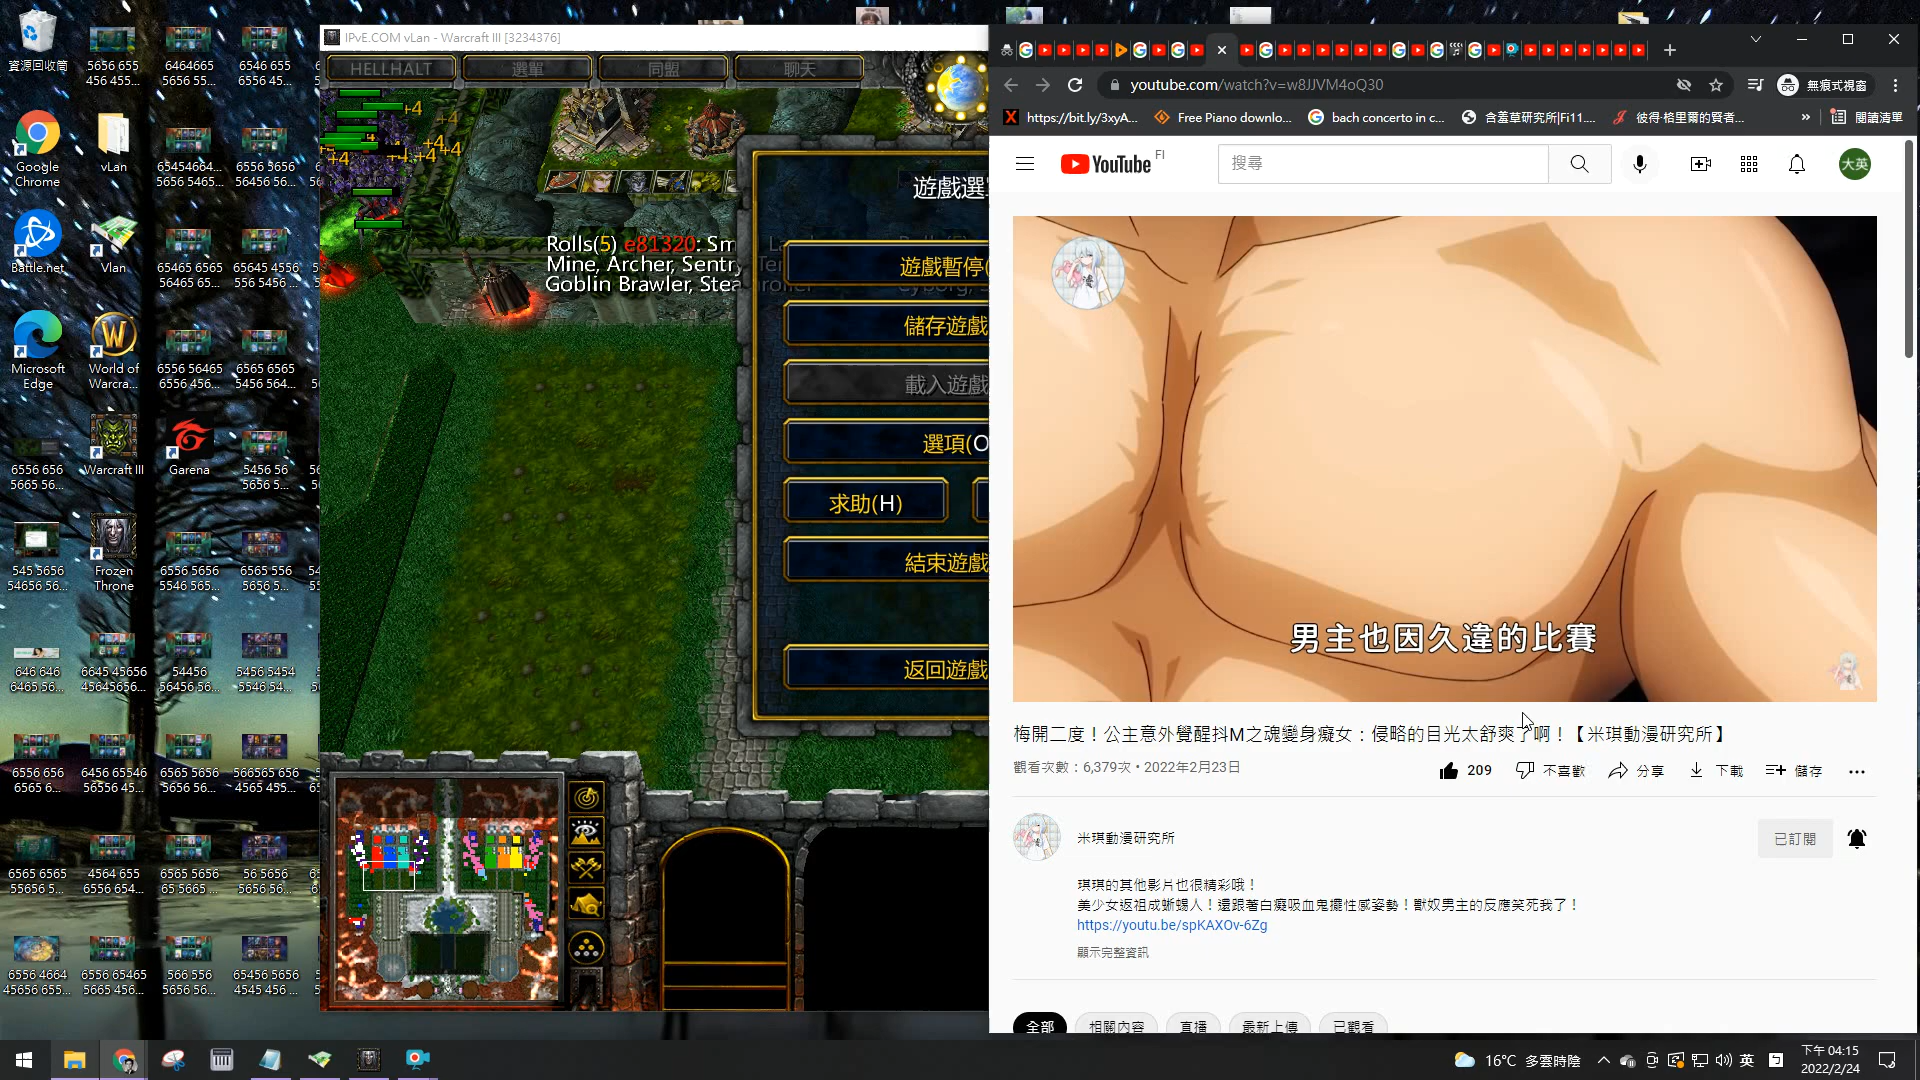 資源回收筒
5656 655
456 455...
6464665
5656 55...
6546 655
6556 45...
Google
Chrome
vLan
65454664...
5656 5465...
6556 5656
56456 56...
Battle.net
Vlan
65465 6565
56465 65...
65645 4556
556 5456 ...
Microsoft
Edge
World of
Warcra...
6556 56465
6556 456...
6565 6565
5456 564...
6556 656
5665 56...
Warcraft III
Garena
5456 56
5656 5...
545 5656
54656 56...
Frozen
Throne
6556 5656
5546 565...
6565 556
5656 5...
646 646
6465 56...
6645 45656
45645656...
54456
56456 56...
5456 5454
5546 54...
6556 656
6565 6...
6456 65546
56556 45...
6565 5656
5656 56...
566565 656
4565 455...
6565 6565
55656 5...
4564 655
6556 654...
6565 5656
65 5665 ...
56 5656
5656 56...
6556 4664
45656 655...
6556 65465
5665 456...
566 556
5656 56...
65456 5656
4545 456 ...
IPvE.COM vLan - Warcraft III [3234376]
HELLHALT
選單
同盟
聊天
+4
Rolls(5) e81320: Sm
Mine, Archer, Sentry
Goblin Brawler, Stea
遊戲選單
遊戲暫停(
儲存遊戲
載入遊戲
選項(O
求助(H)
結束遊戲
返回遊戲
youtube.com/watch?v=w8JJVM4oQ30
無痕式視窗
https://bit.ly/3xyA...
Free Piano downlo...
bach concerto in c...
含羞草研究所|Fi11....
彼得·格里爾的賢者...
»
閱讀清單
YouTube FI
搜尋
大英
男主也因久違的比賽
梅開二度！公主意外覺醒抖M之魂變身癡女：侵略的目光太舒爽了啊！【米琪動漫研究所】
觀看次數：6,379次 • 2022年2月23日
209
不喜歡
分享
下載
儲存
米琪動漫研究所
已訂閱
琪琪的其他影片也很精彩哦！
美少女返祖成蜥蜴人！還跟著白癡吸血鬼擺性感姿勢！獸奴男主的反應笑死我了！
https://youtu.be/spKAXOv-6Zg
顯示完整資訊
全部
相關內容
直播
最新上傳
已觀看
16°C 多雲時陰
英
下午 04:15
2022/2/24